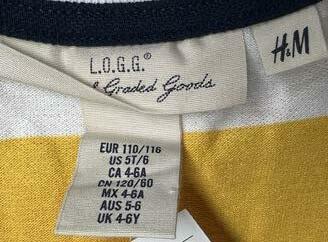 L.O.G.G.®
& Graded Goods
H&M
EUR 110/116
US 5T/6
CA 4-6A
CN 120/60
MX 4-6A
AUS 5-6
UK 4-6Y